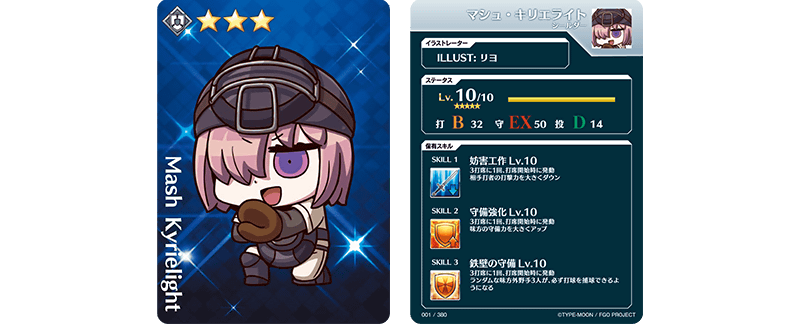 Mash Kyrielight
マシュ・キリエライト
シールダー
イラストレーター
ILLUST: リヨ
ステータス
Lv. 10/10
★★★★★
打 B 32 守 EX 50 投 D 14
保有スキル
SKILL 1 妨害工作 Lv.10
3打席に1回、打席開始時に発動
相手打者の打撃力を大きくダウン
SKILL 2 守備強化 Lv.10
3打席に1回、打席開始時に発動
味方の守備力を大きくアップ
SKILL 3 鉄壁の守備 Lv.10
3打席に1回、打席開始時に発動
ランダムな味方外野手3人が、必ず打球を捕球できるよ
うになる
001 / 380
©TYPE-MOON / FGO PROJECT